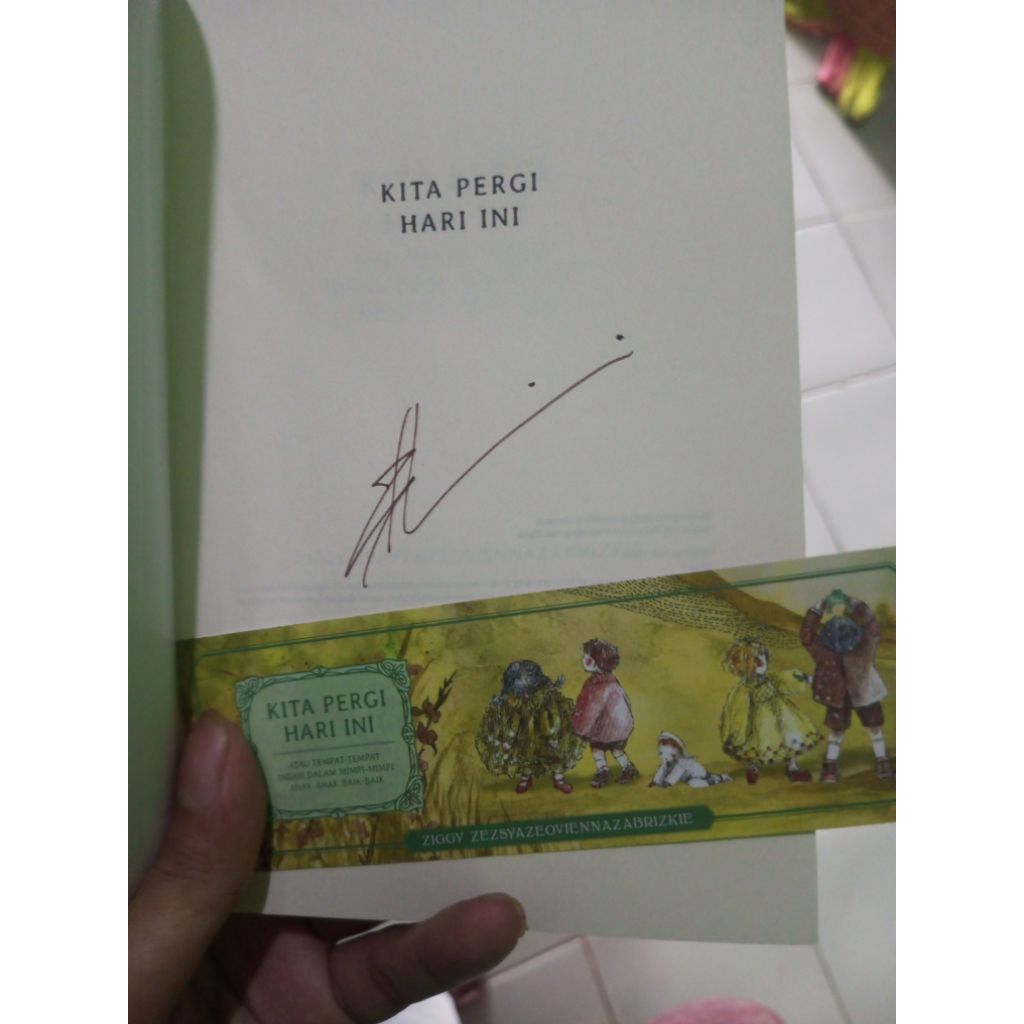 KITA PERGI
HARI INI
KITA PERGI
HARI INI
ATAU TEMPAT-TEMPAT
INDAH DALAM MIMPI-MIMPI
ANAK-ANAK BAIK-BAIK
ZIGGY ZEZSYAZEOVIENNAZABRIZKIE